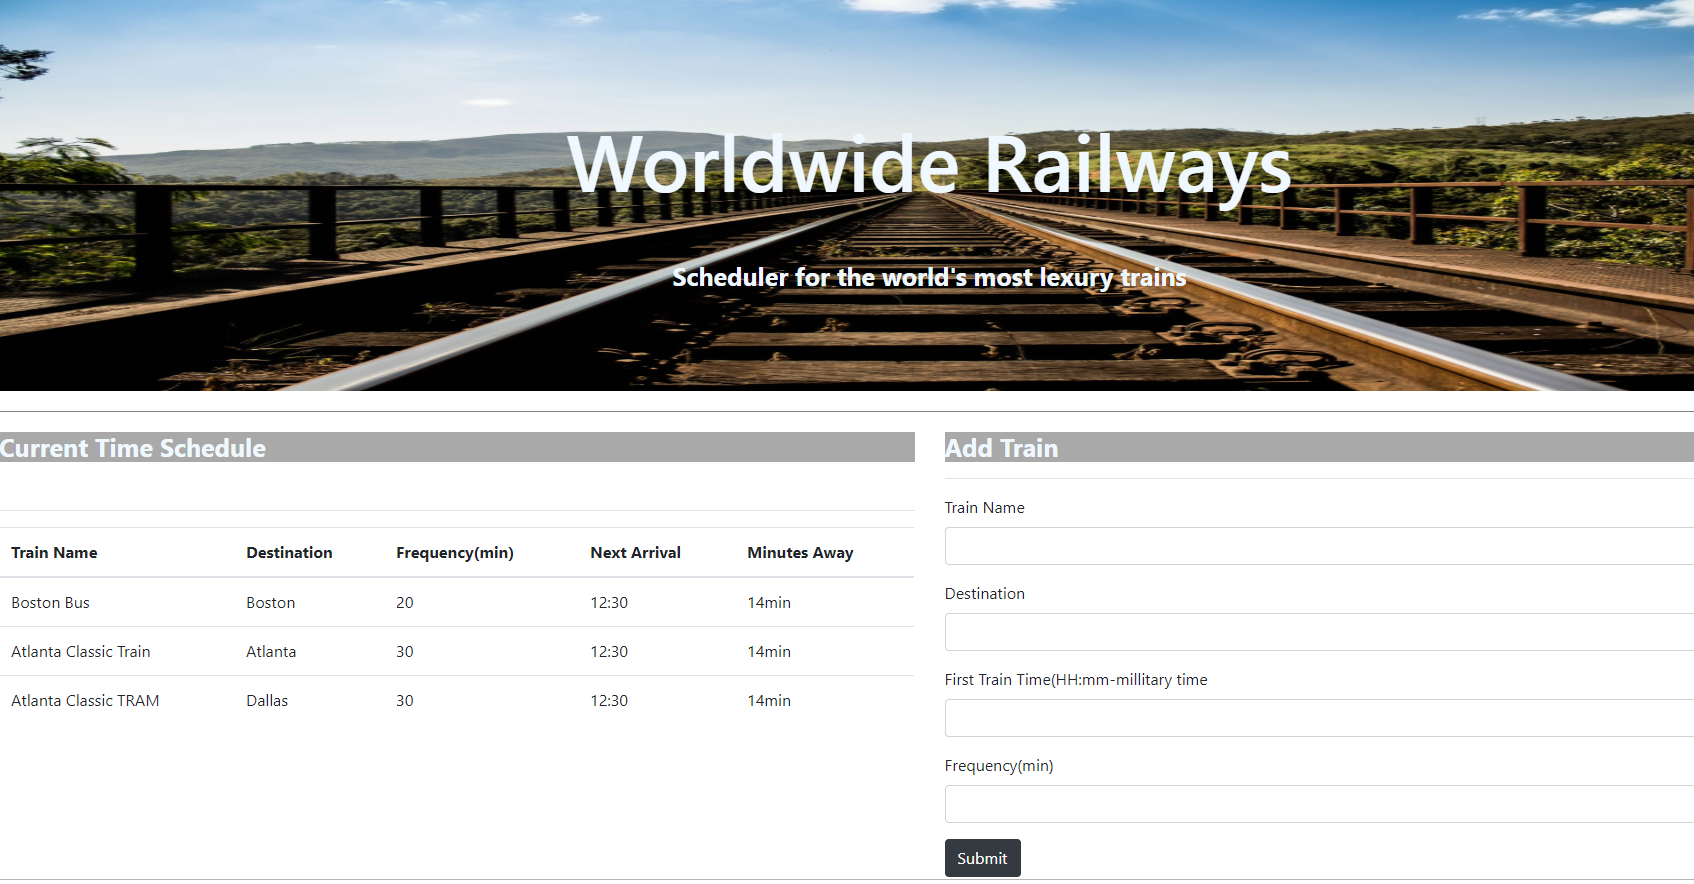 Worldwide Railways
Scheduler for the world's most lexury trains
Current Time Schedule
Train Name Destination Frequency(min) Next Arrival Minutes Away
Boston Bus Boston 20 12:30 14min
Atlanta Classic Train Atlanta 30 12:30 14min
Atlanta Classic TRAM Dallas 30 12:30 14min
Add Train
Train Name
Destination
First Train Time(HH:mm-millitary time
Frequency(min)
Submit